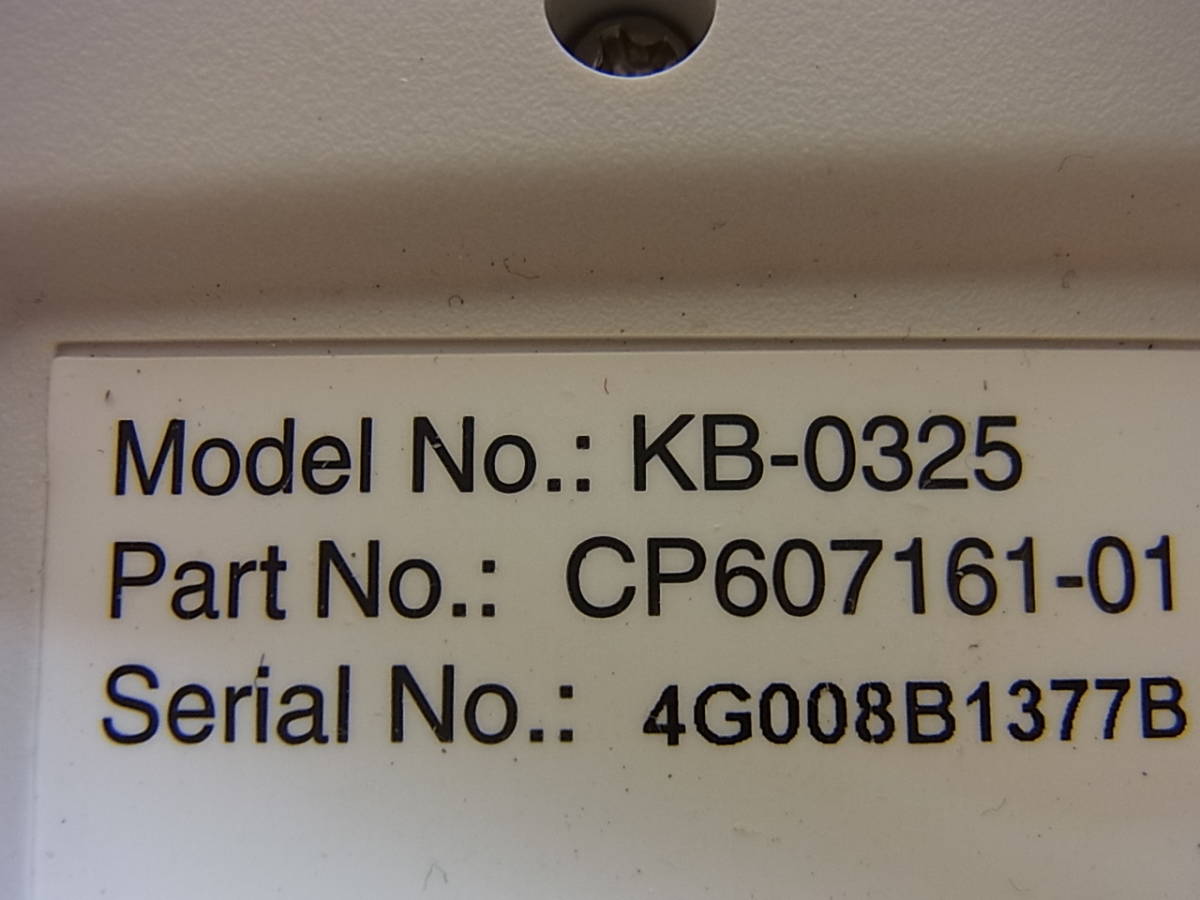 Model No.: KB-0325
Part No.: CP607161-01
Serial No.: 4G008B1377B